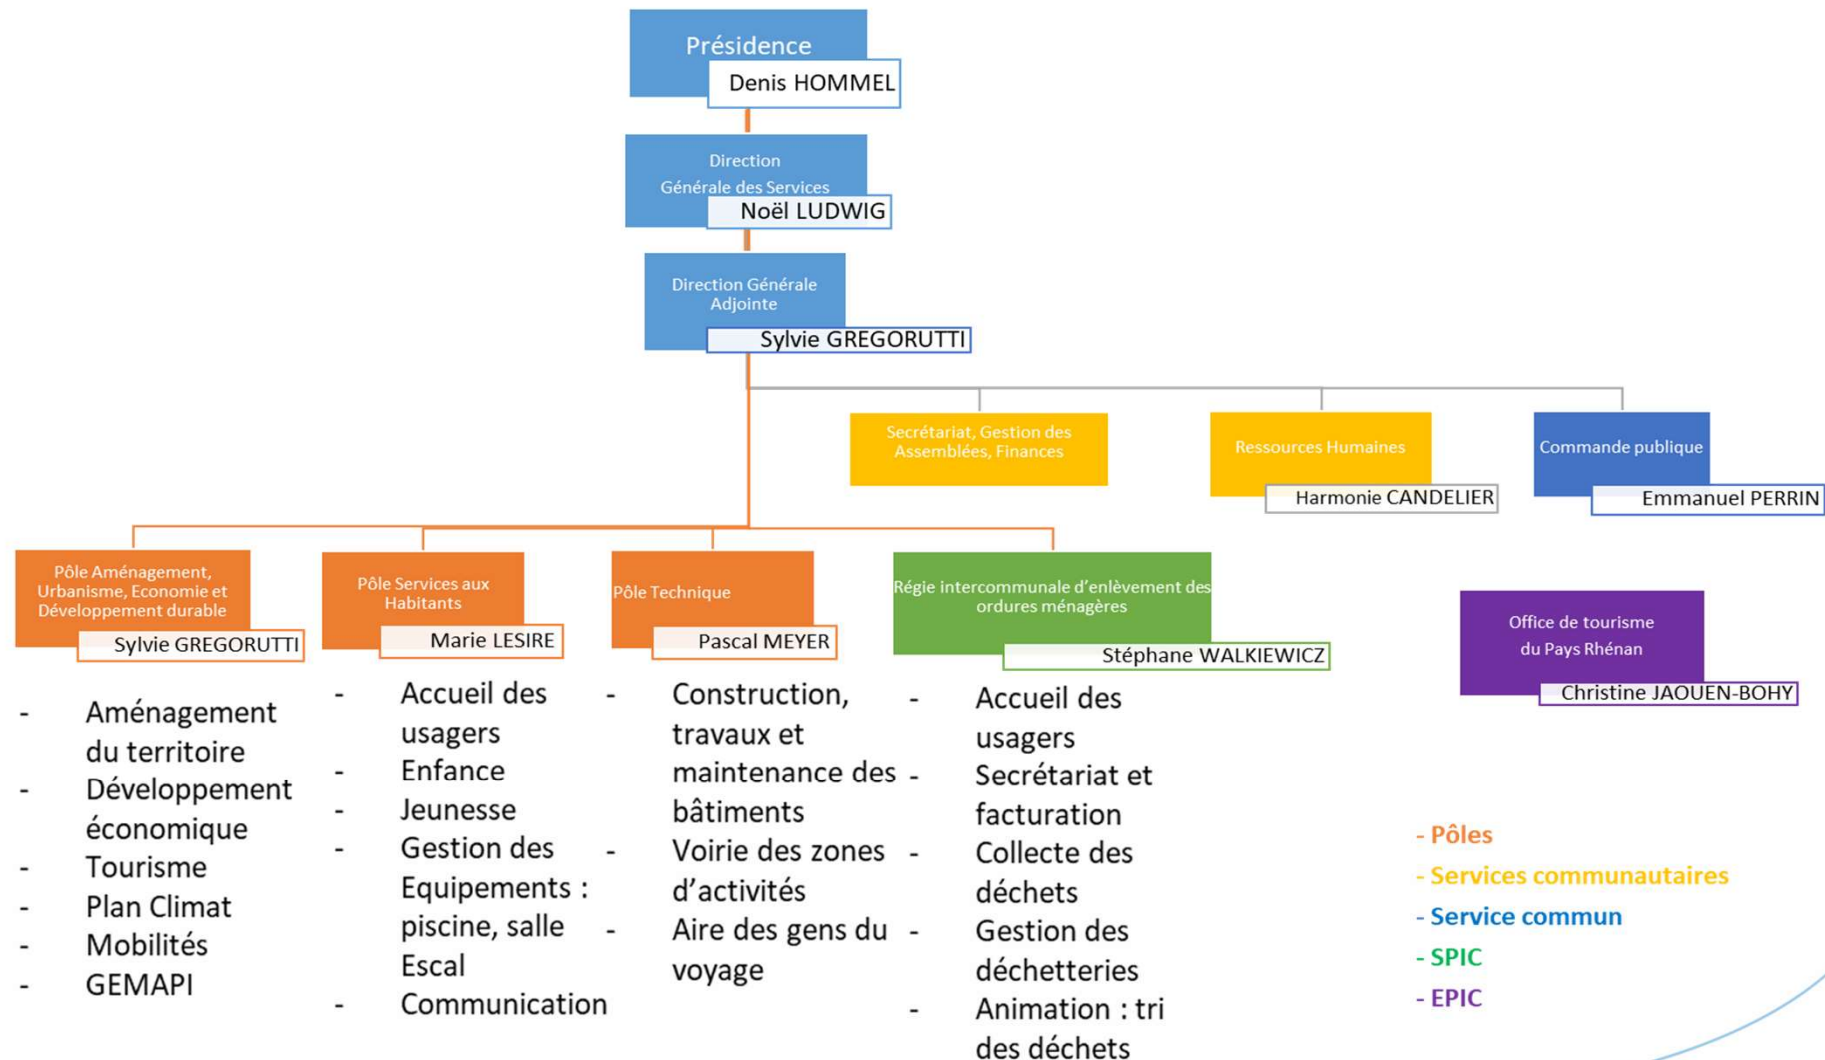 Présidence
Denis HOMMEL
Direction
Générale des Services
Noël LUDWIG
Direction Générale
Adjointe
Sylvie GREGORUTTI
Secrétariat, Gestion des
Assemblées, Finances
Ressources Humaines
Harmonie CANDELIER
Commande publique
Emmanuel PERRIN
Pôle Aménagement,
Urbanisme, Economie et
Développement durable
Sylvie GREGORUTTI
- Aménagement
du territoire
- Développement
économique
- Tourisme
- Plan Climat
- Mobilités
- GEMAPI
Pôle Services aux
Habitants
Marie LESIRE
- Accueil des
usagers
- Enfance
- Jeunesse
- Gestion des
Equipements :
piscine, salle
Escal
- Communication
Pôle Technique
Pascal MEYER
- Construction,
travaux et
maintenance des
bâtiments
- Voirie des zones
d'activités
- Aire des gens du
voyage
Régie intercommunale d'enlèvement des
ordures ménagères
Stéphane WALKIEWICZ
- Accueil des
usagers
- Secrétariat et
facturation
- Collecte des
déchets
- Gestion des
déchetteries
- Animation : tri
des déchets
Office de tourisme
du Pays Rhénan
Christine JAOUEN-BOHY
- Pôles
- Services communautaires
- Service commun
- SPIC
- EPIC